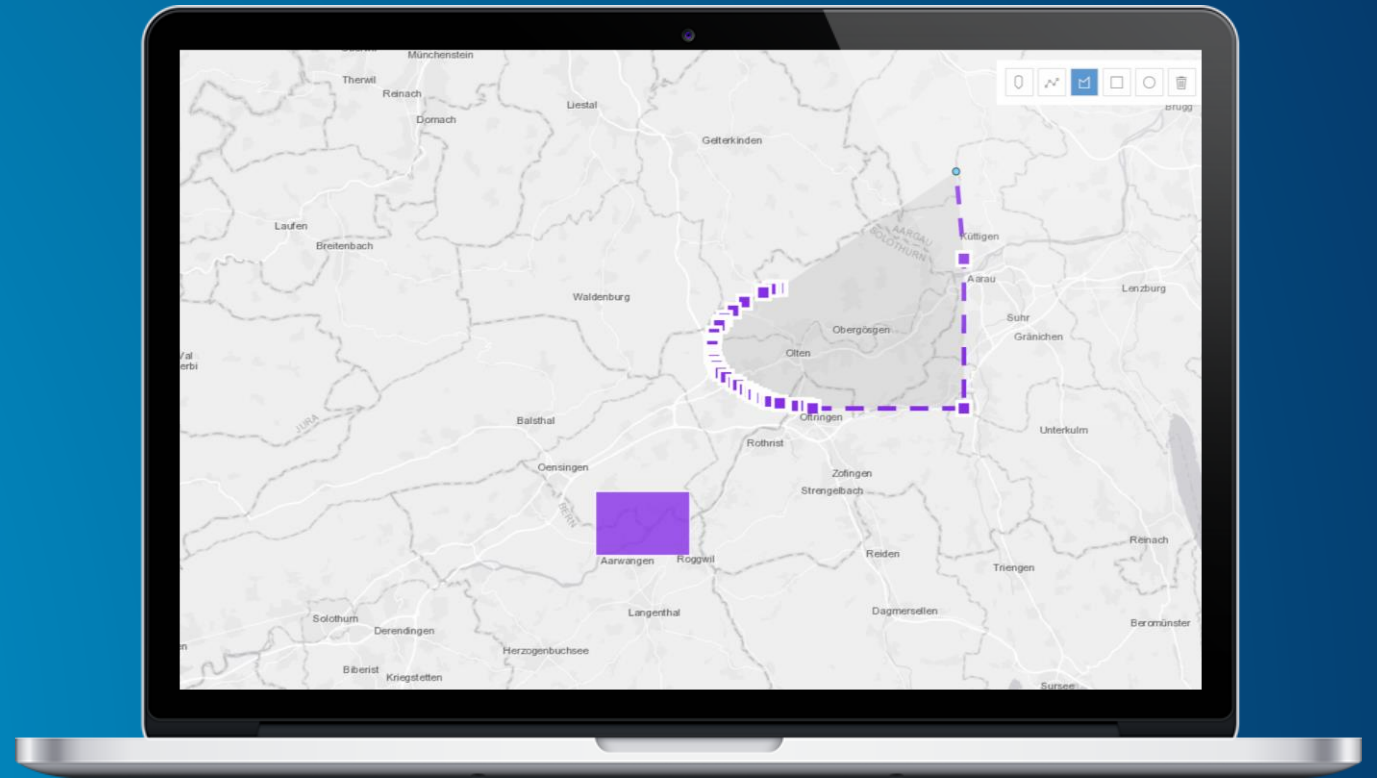 Münchenstein
Therwil
Reinach
Dornach
Liestal
Gelterkinden
Brugg
Laufen
Breitenbach
AARGAU
SOLOTHURN
Küttigen
Aarau
Lenzburg
Waldenburg
Suhr
Gränichen
Obergösgen
Olten
Val
erbi
JURA
Balsthal
Oftringen
Unterkulm
Rothrist
Oensingen
Zofingen
Strengelbach
BERN
Reinach
Aarwangen
Roggwil
Reiden
Triengen
Langenthal
Dagmersellen
Solothurn
Derendingen
Beromünster
Herzogenbuchsee
Biberist
Kriegstetten
Sursee